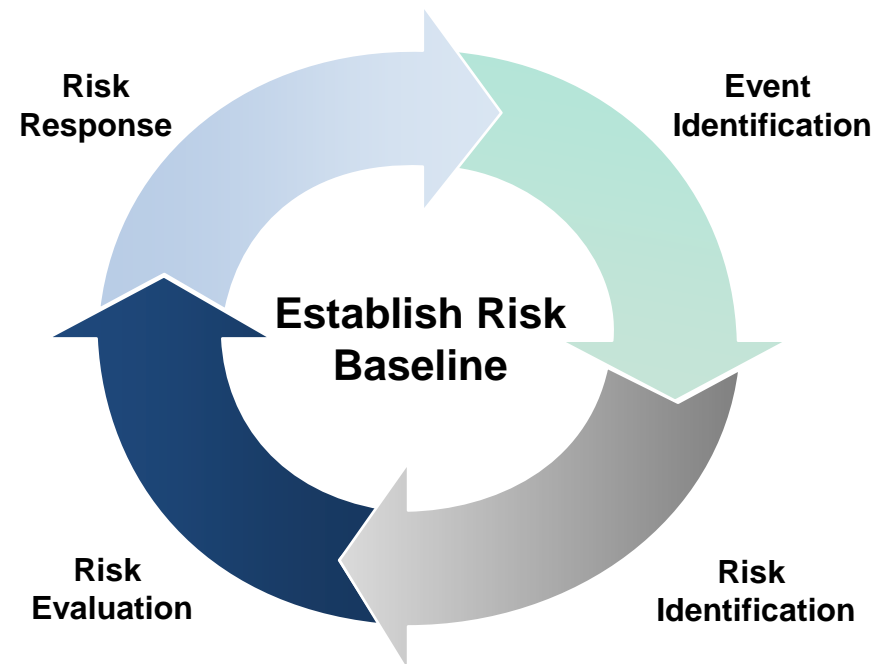 Risk
Response
Event
Identification
Establish Risk
Baseline
Risk
Evaluation
Risk
Identification